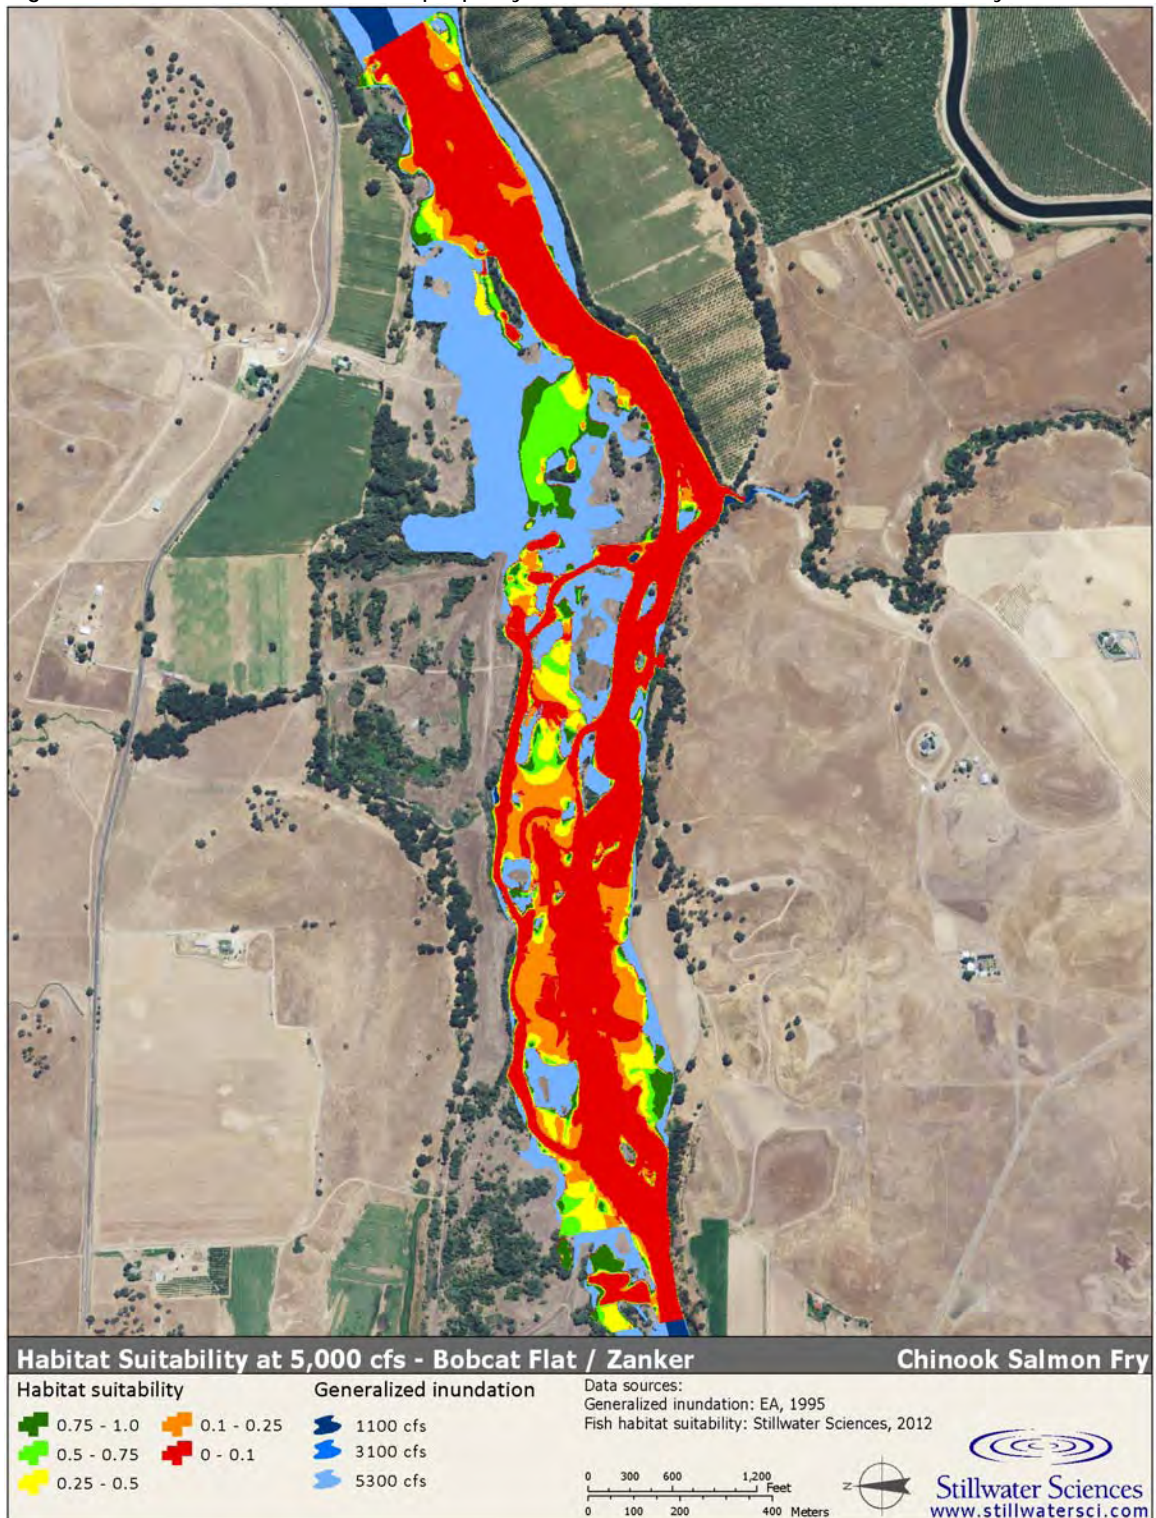 Habitat Suitability at 5,000 cfs - Bobcat Flat / Zanker
Chinook Salmon Fry
Habitat suitability
0.75 - 1.0
0.5 - 0.75
0.25 - 0.5
0.1 - 0.25
0 - 0.1
Generalized inundation
1100 cfs
3100 cfs
5300 cfs
Data sources:
Generalized inundation: EA, 1995
Fish habitat suitability: Stillwater Sciences, 2012
0 300 600 1,200
Feet
0 100 200 400 Meters
N
Stillwater Sciences
www.stillwatersci.com